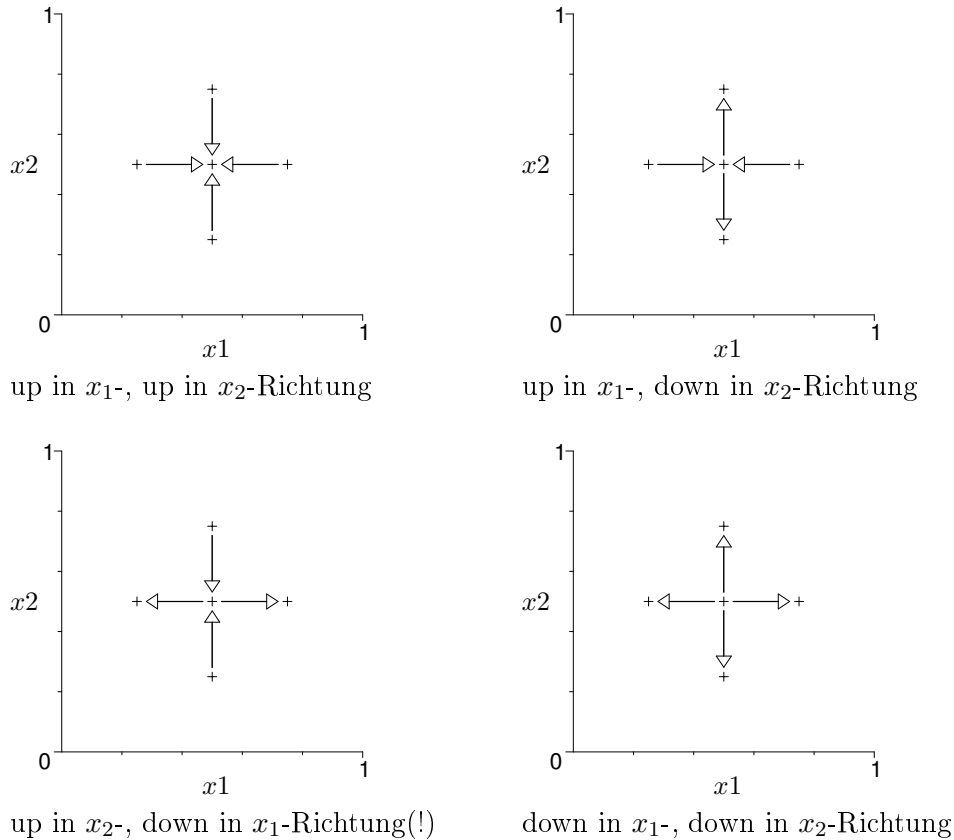 1
x2
0
1
x1
up in x1-, up in x2-Richtung
1
x2
0
1
x1
up in x1-, down in x2-Richtung
1
x2
0
1
x1
up in x2-, down in x1-Richtung(!)
1
x2
0
1
x1
down in x1-, down in x2-Richtung